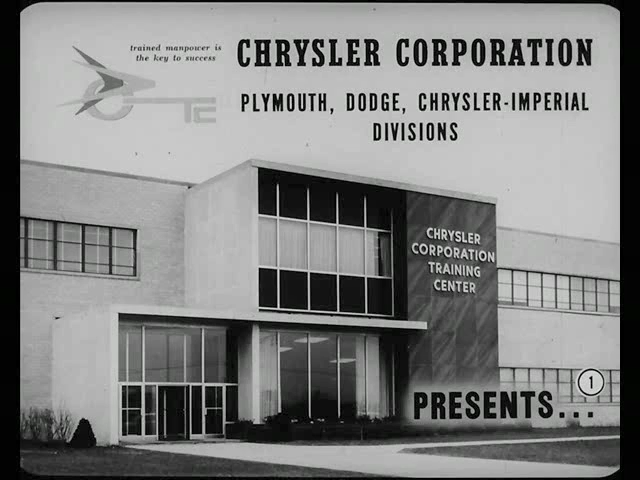 trained manpower is
the key to success
TC
CHRYSLER CORPORATION
PLYMOUTH, DODGE, CHRYSLER-IMPERIAL
DIVISIONS
CHRYSLER
CORPORATION
TRAINING
CENTER
1
PRESENTS...